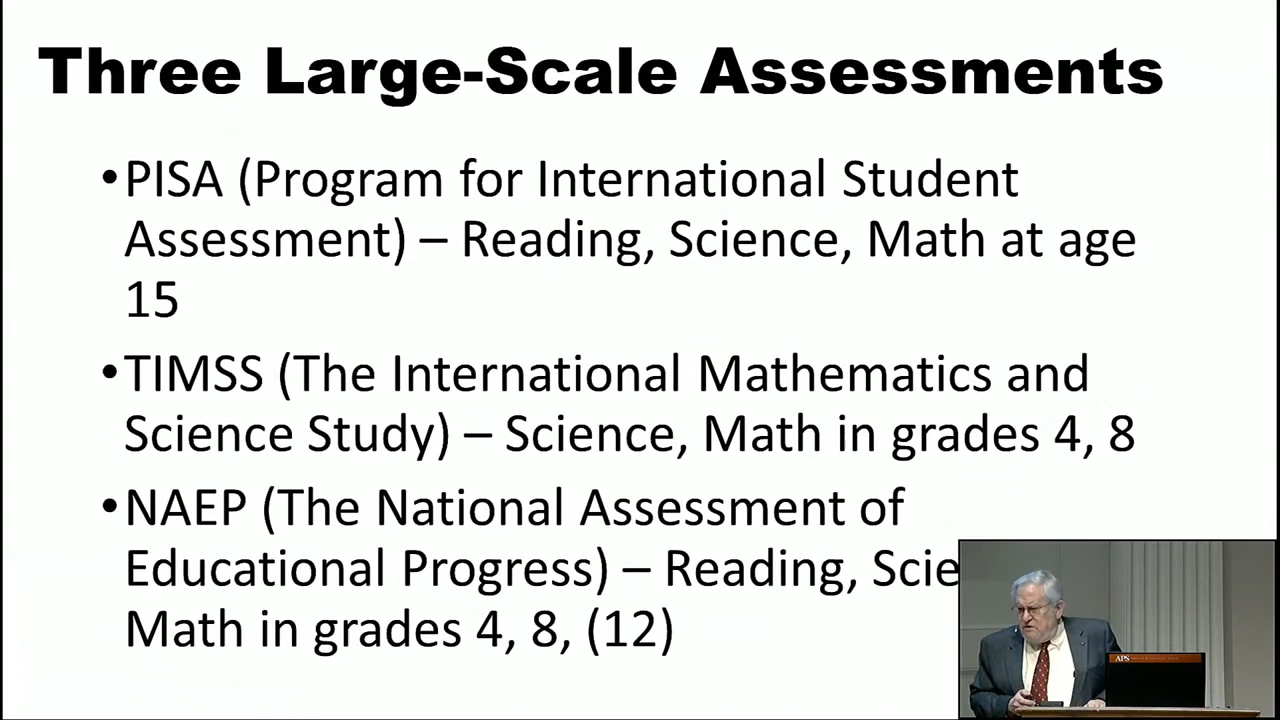 Three Large-Scale Assessments
•PISA (Program for International Student
Assessment) – Reading, Science, Math at age
15
•TIMSS (The International Mathematics and
Science Study) – Science, Math in grades 4, 8
•NAEP (The National Assessment of
Educational Progress) – Reading, Scie
Math in grades 4, 8, (12)
APS